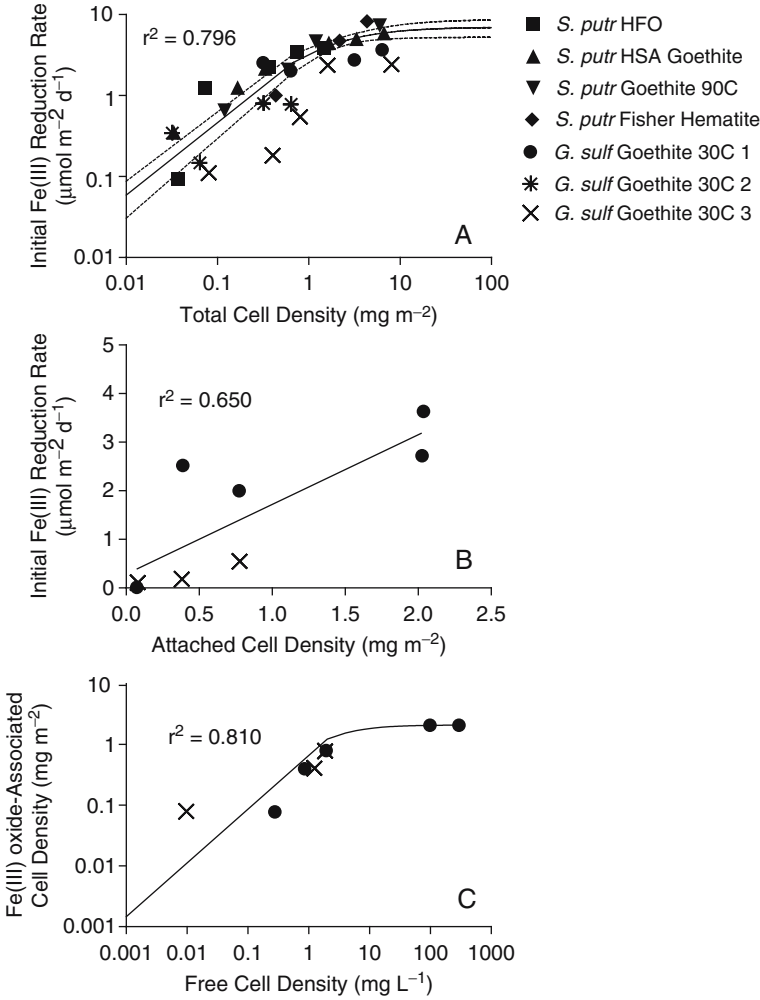 r² = 0.796
A
10
1
0.1
0.01
0.01 0.1 1 10 100
Initial Fe(III) Reduction Rate
(μmol m⁻² d⁻¹)
Total Cell Density (mg m⁻²)
S. putr HFO
S. putr HSA Goethite
S. putr Goethite 90C
S. putr Fisher Hematite
G. sulf Goethite 30C 1
G. sulf Goethite 30C 2
G. sulf Goethite 30C 3
r² = 0.650
B
5
4
3
2
1
0
0.0 0.5 1.0 1.5 2.0 2.5
Initial Fe(III) Reduction Rate
(μmol m⁻² d⁻¹)
Attached Cell Density (mg m⁻²)
r² = 0.810
C
10
1
0.1
0.01
0.001
0.001 0.01 0.1 1 10 100 1000
Fe(III) oxide-Associated
Cell Density (mg m⁻²)
Free Cell Density (mg L⁻¹)